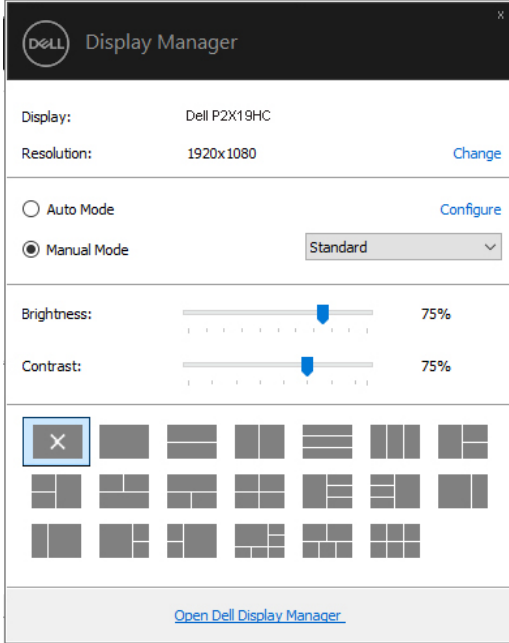 x
DELL Display Manager
Display: Dell P2X19HC
Resolution: 1920x1080 Change
Auto Mode Configure
Manual Mode Standard
Brightness: 75%
Contrast: 75%
Open Dell Display Manager